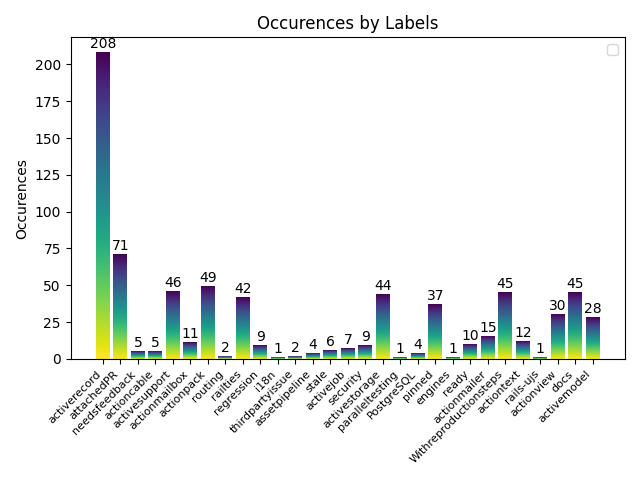 Occurences by Labels
Occurences
200
175
150
125
100
75
50
25
0
208
71
5
5
46
11
49
2
42
9
1
2
4
6
7
9
44
1
4
37
1
10
15
45
12
1
30
45
28
activerecord
attachedPR
needsfeedback
actioncable
activesupport
actionmailbox
actionpack
routing
railties
regression
i18n
thirdpartyissue
assetpipeline
stale
activejob
security
activestorage
paralleltesting
PostgreSQL
pinned
engines
ready
actionmailer
Withreproductionsteps
actiontext
rails-ujs
actionview
docs
activemodel